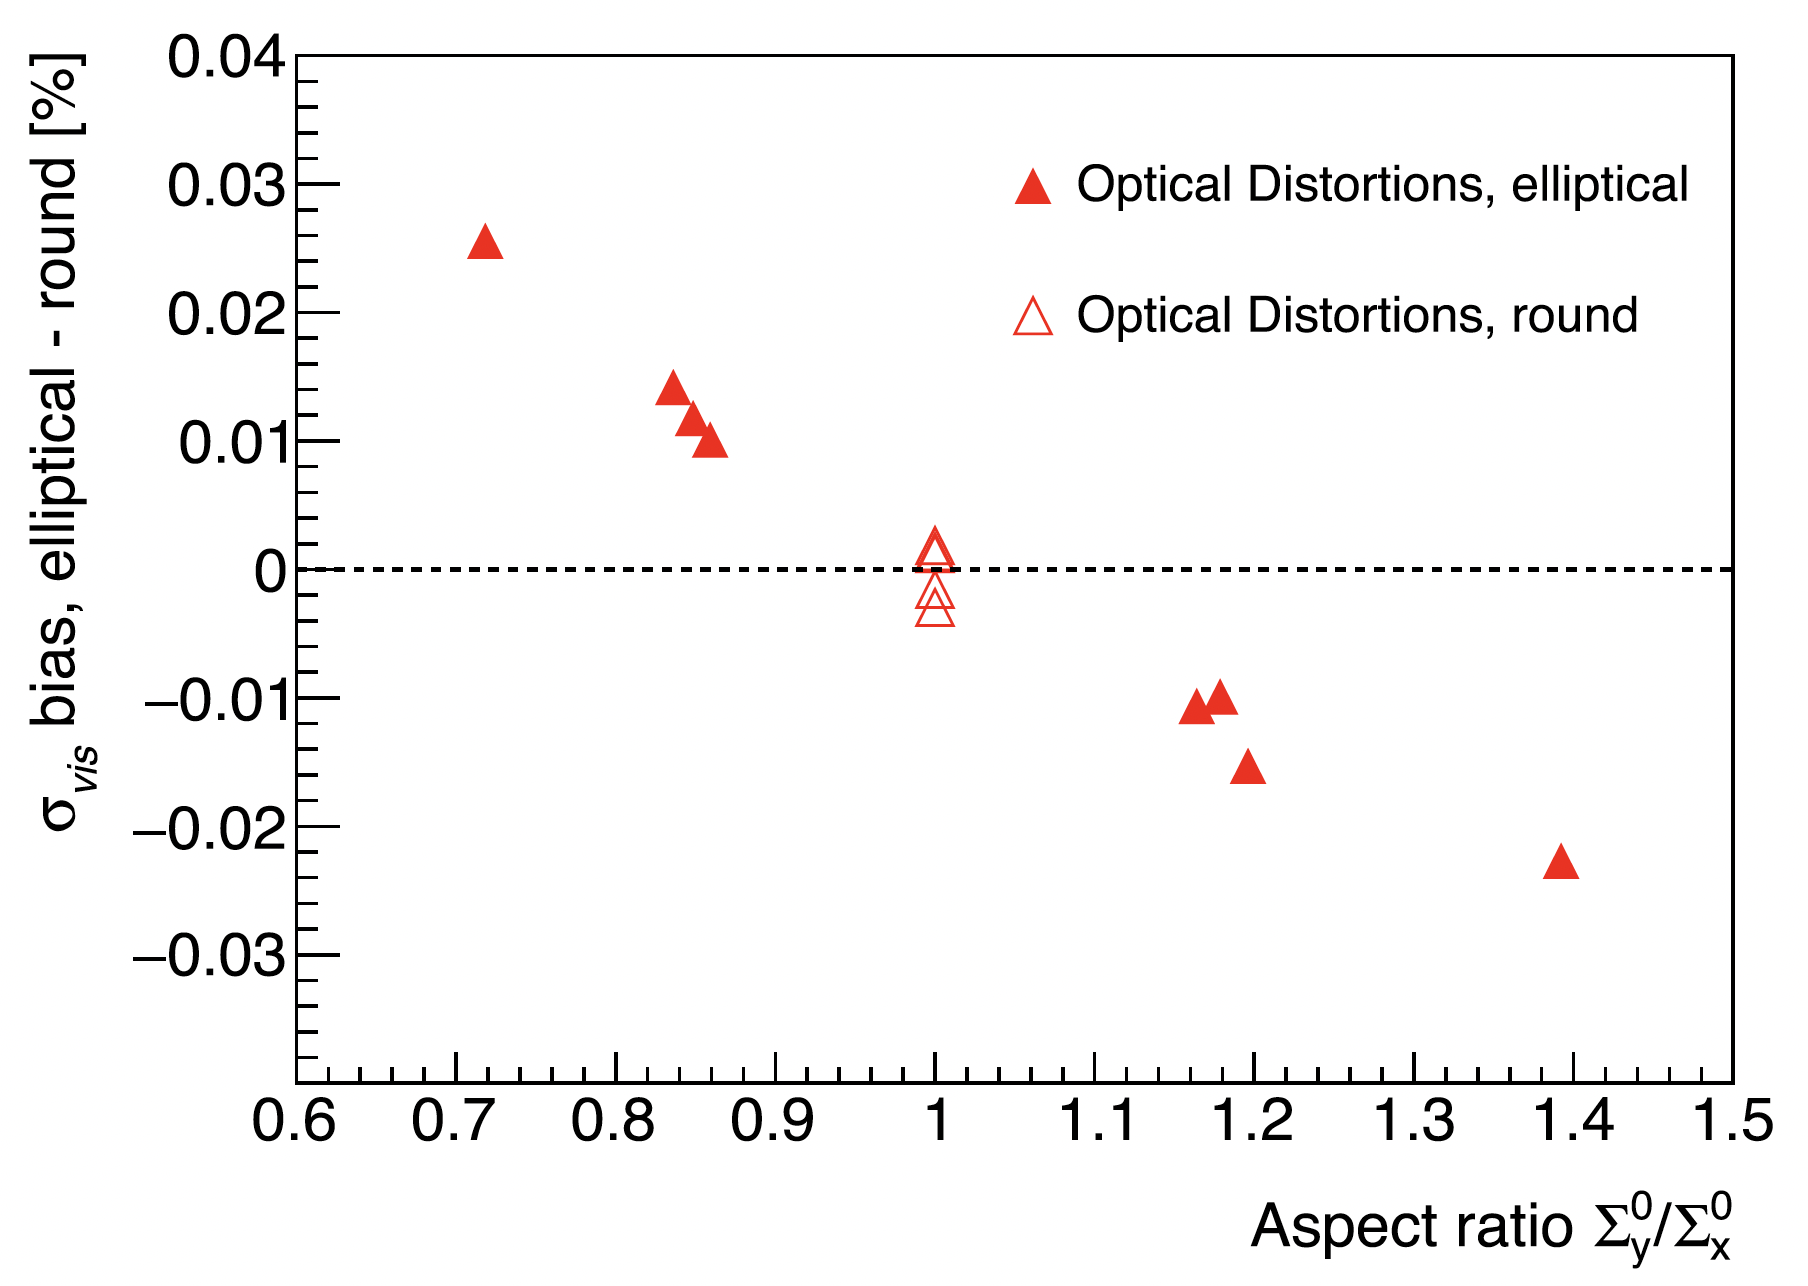 σvis bias, elliptical - round [%]
0.04
0.03
0.02
0.01
0
−0.01
−0.02
−0.03
Optical Distortions, elliptical
Optical Distortions, round
0.6 0.7 0.8 0.9 1 1.1 1.2 1.3 1.4 1.5
Aspect ratio Σ⁰y/Σ⁰x